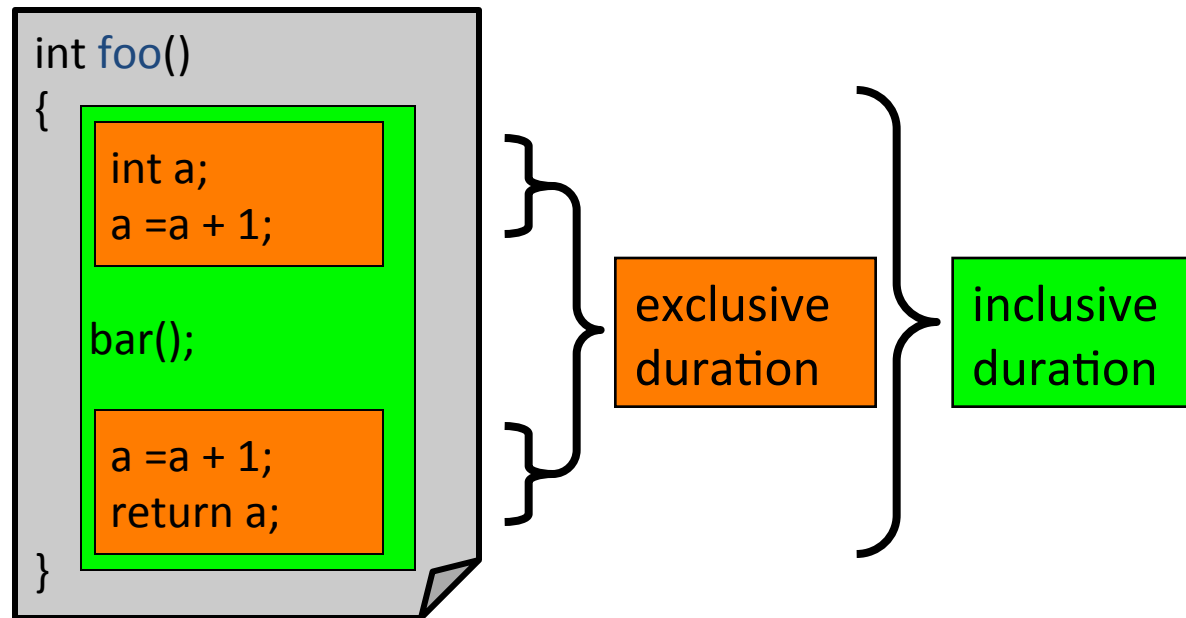 int foo()
{
int a;
a =a + 1;
bar();
a =a + 1;
return a;
}
exclusive
duration
inclusive
duration